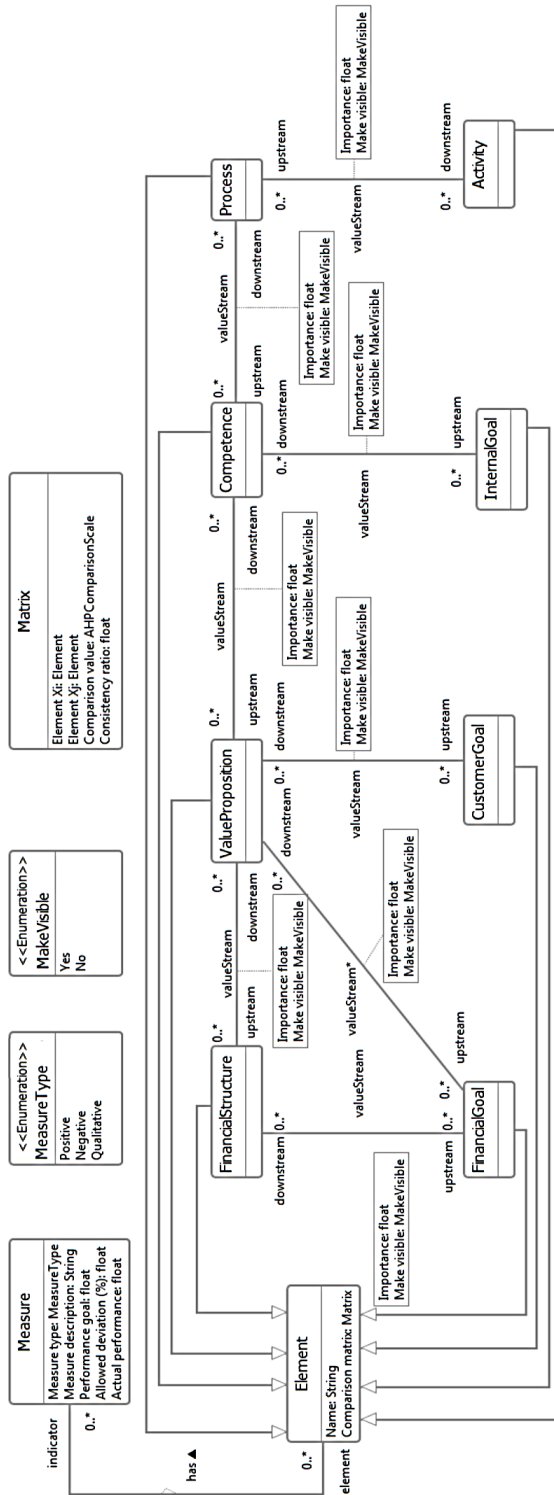 Measure
Measure type: MeasureType
Measure description: String
Performance goal: float
Allowed deviation (%): float
Actual performance: float
<<Enumeration>>
MeasureType
Positive
Negative
Qualitative
<<Enumeration>>
MakeVisible
Yes
No
Matrix
Element Xi: Element
Element Xj: Element
Comparison value: AHPComparisonScale
Consistency ratio: float
indicator
0..*
has ▲
0..*
element
Element
Name: String
Comparison matrix: Matrix
FinancialStructure
0..*
upstream
valueStream
Importance: float
Make visible: MakeVisible
0..*
downstream
ValueProposition
0..*
upstream
valueStream
Importance: float
Make visible: MakeVisible
0..*
downstream
Competence
0..*
upstream
valueStream
Importance: float
Make visible: MakeVisible
0..*
downstream
Process
downstream
0..*
valueStream
Importance: float
Make visible: MakeVisible
upstream
0..*
FinancialGoal
downstream
0..*
valueStream*
Importance: float
Make visible: MakeVisible
upstream
0..*
downstream
0..*
valueStream
Importance: float
Make visible: MakeVisible
upstream
0..*
CustomerGoal
downstream
0..*
valueStream
Importance: float
Make visible: MakeVisible
upstream
0..*
InternalGoal
upstream
0..*
valueStream
Importance: float
Make visible: MakeVisible
downstream
0..*
Activity